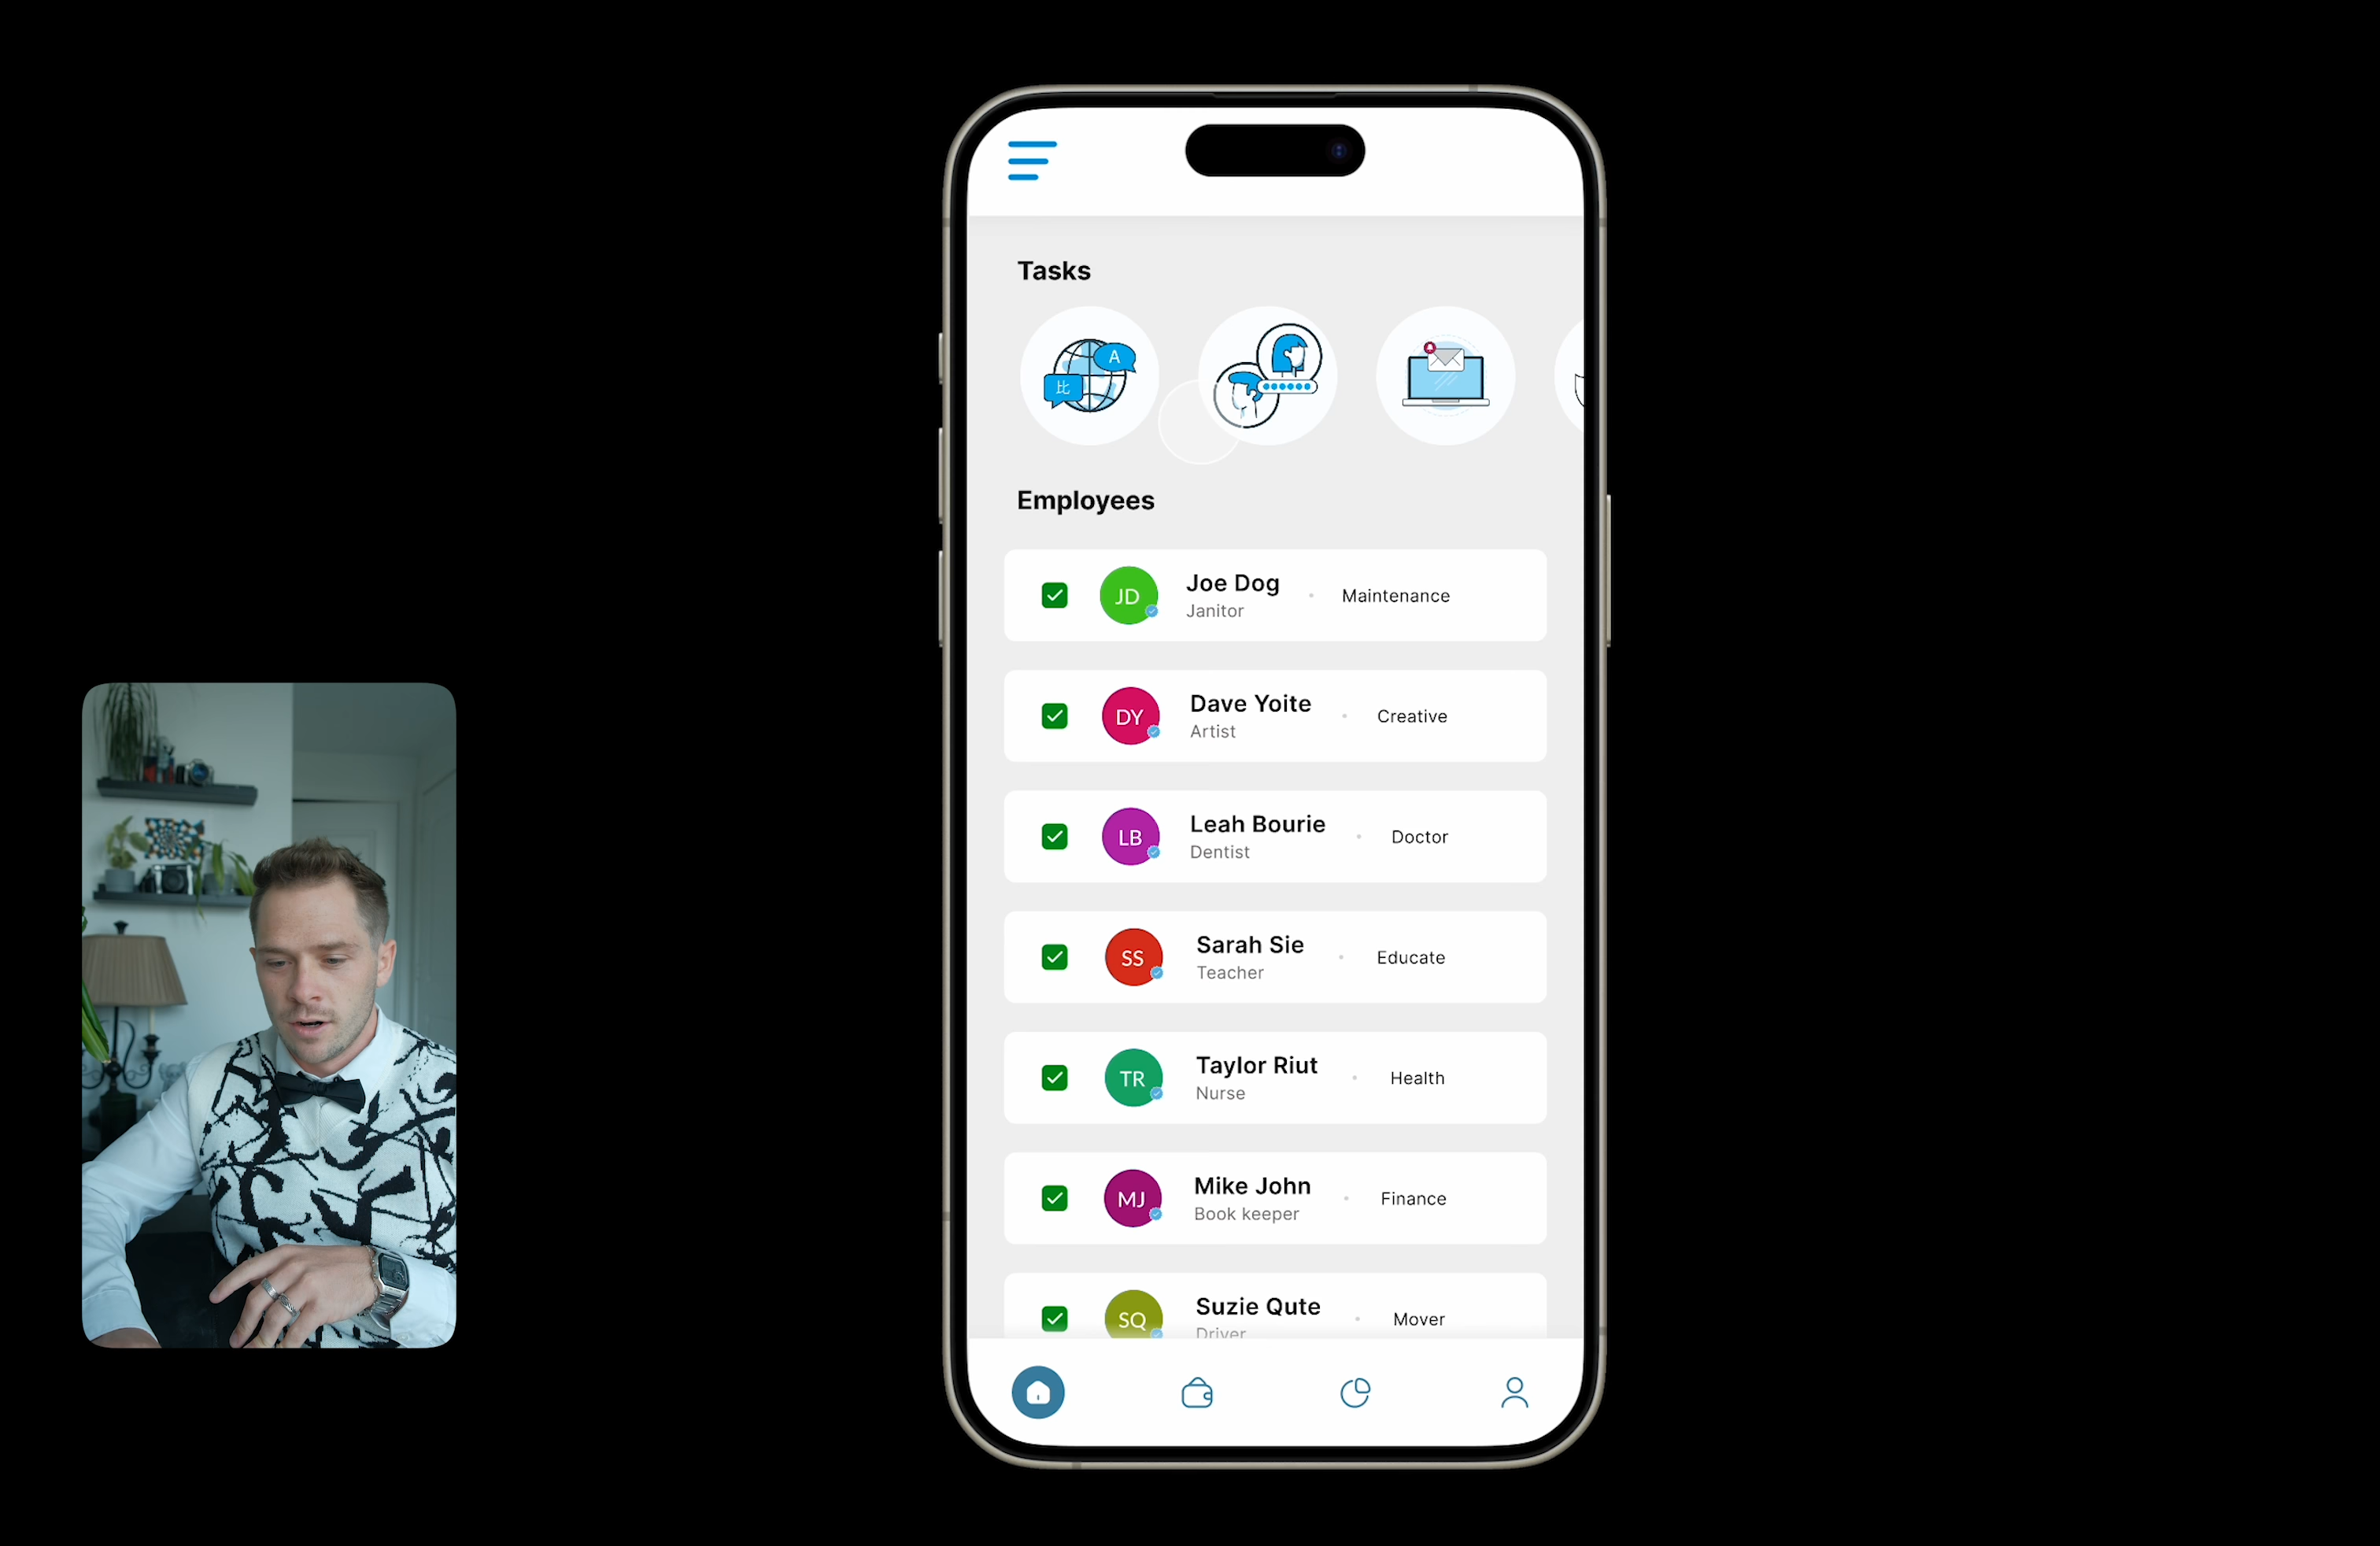 Tasks
A
比
Employees
JD
Joe Dog
Janitor
Maintenance
DY
Dave Yoite
Artist
Creative
LB
Leah Bourie
Dentist
Doctor
SS
Sarah Sie
Teacher
Educate
TR
Taylor Riut
Nurse
Health
MJ
Mike John
Book keeper
Finance
SQ
Suzie Qute
Driver
Mover